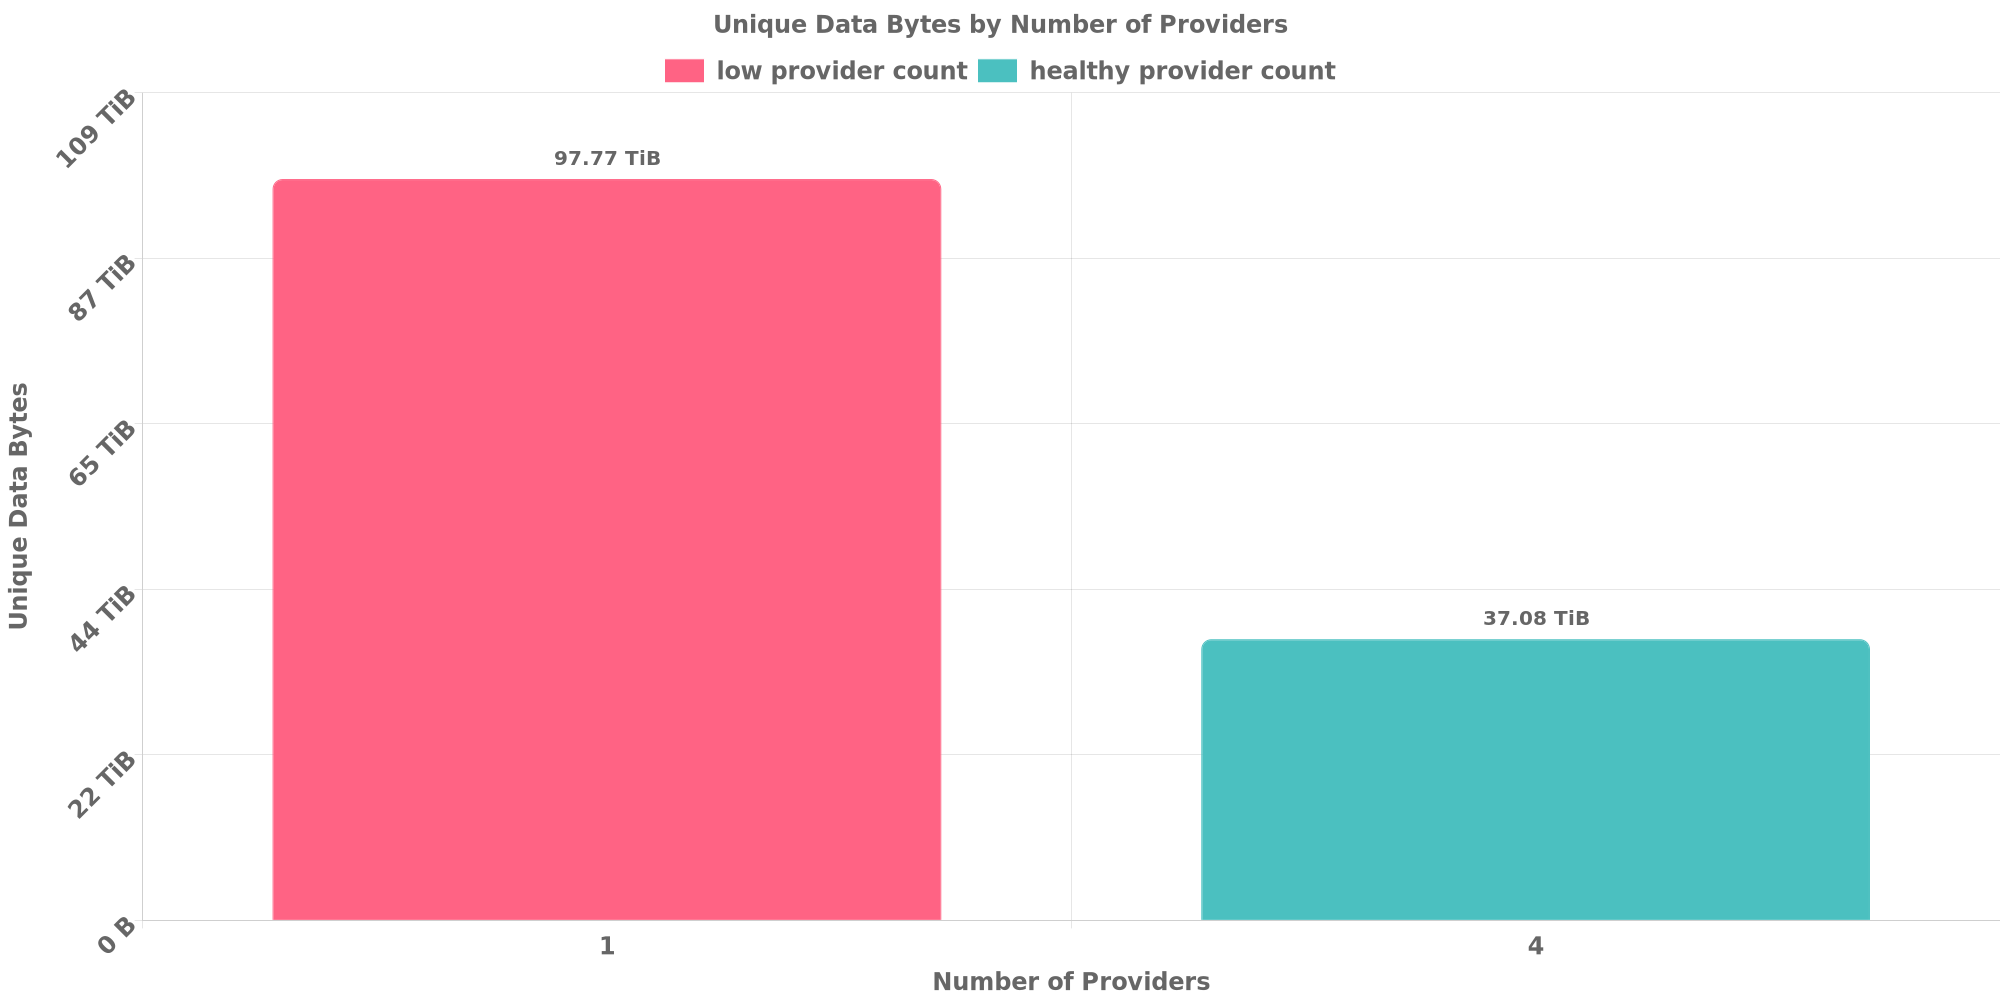 Unique Data Bytes by Number of Providers
low provider count healthy provider count
109 TiB
97.77 TiB
87 TiB
65 TiB
Unique Data Bytes
44 TiB
37.08 TiB
22 TiB
0 B
1 4
Number of Providers